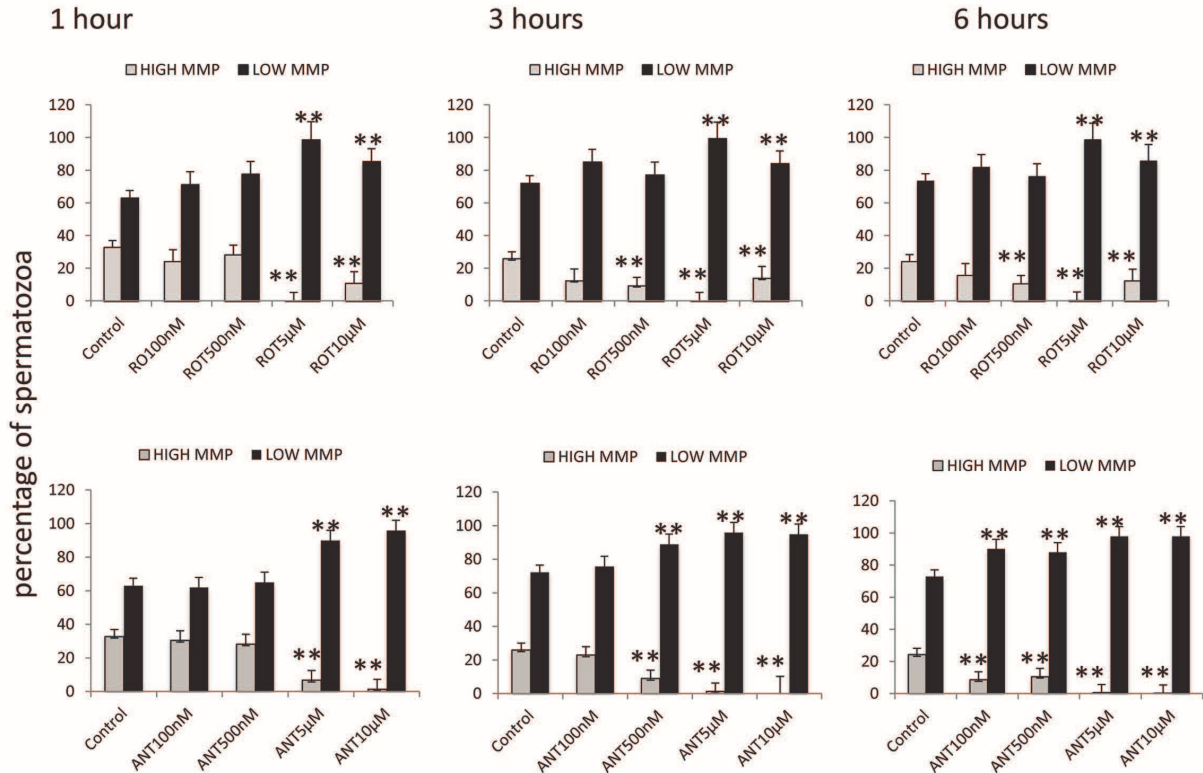 1 hour
3 hours
6 hours
HIGH MMP LOW MMP
HIGH MMP LOW MMP
HIGH MMP LOW MMP
percentage of spermatozoa
120
100
80
60
40
20
0
**
**
**
**
Control
RO100nM
ROT500nM
ROT5µM
ROT10µM
120
100
80
60
40
20
0
**
**
**
**
**
Control
RO100nM
ROT500nM
ROT5µM
ROT10µM
120
100
80
60
40
20
0
**
**
**
**
**
Control
RO100nM
ROT500nM
ROT5µM
ROT10µM
HIGH MMP LOW MMP
HIGH MMP LOW MMP
HIGH MMP LOW MMP
120
100
80
60
40
20
0
**
**
**
**
Control
ANT100nM
ANT500nM
ANT5µM
ANT10µM
120
100
80
60
40
20
0
**
**
**
**
**
**
Control
ANT100nM
ANT500nM
ANT5µM
ANT10µM
120
100
80
60
40
20
0
**
**
**
**
**
**
**
**
Control
ANT100nM
ANT500nM
ANT5µM
ANT10µM